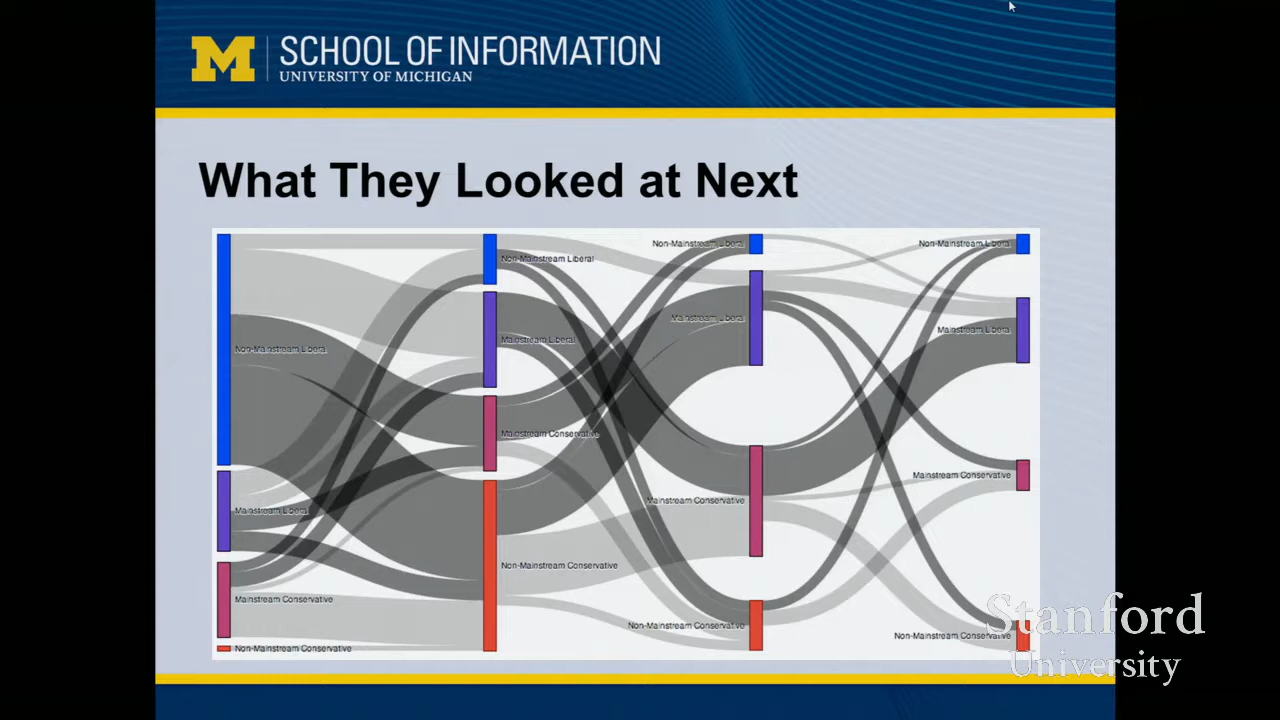 M
SCHOOL OF INFORMATION
UNIVERSITY OF MICHIGAN
What They Looked at Next
Non-Mainstream Liberal
Mainstream Liberal
Mainstream Conservative
Non-Mainstream Conservative
Non-Mainstream Liberal
Mainstream Liberal
Mainstream Conservative
Non-Mainstream Conservative
Non-Mainstream Liberal
Mainstream Liberal
Mainstream Conservative
Non-Mainstream Conservative
Non-Mainstream Liberal
Mainstream Liberal
Mainstream Conservative
Non-Mainstream Conservative
Stanford
University